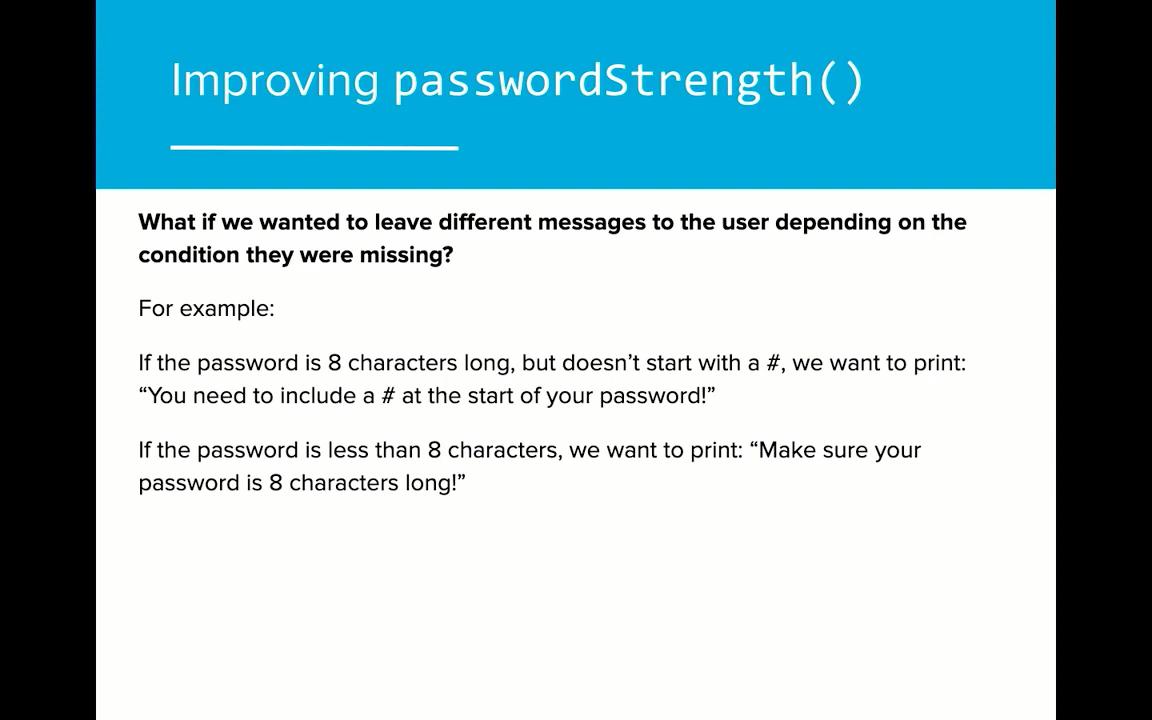 Improving passwordStrength()
What if we wanted to leave different messages to the user depending on the
condition they were missing?
For example:
If the password is 8 characters long, but doesn’t start with a #, we want to print:
“You need to include a # at the start of your password!”
If the password is less than 8 characters, we want to print: “Make sure your
password is 8 characters long!”